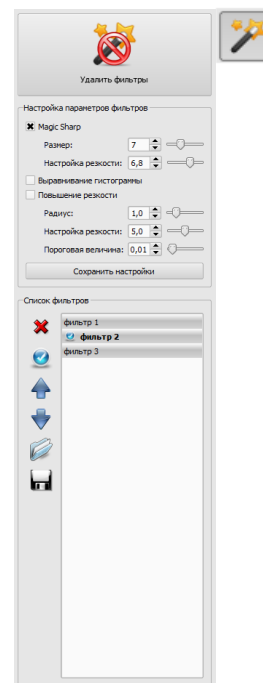 Удалить фильтры
Настройка параметров фильтров
Magic Sharp
Размер: 7
Настройка резкости: 6,8
Выравнивание гистограммы
Повышение резкости
Радиус: 1,0
Настройка резкости: 5,0
Пороговая величина: 0,01
Сохранить настройки
Список фильтров
фильтр 1
фильтр 2
фильтр 3